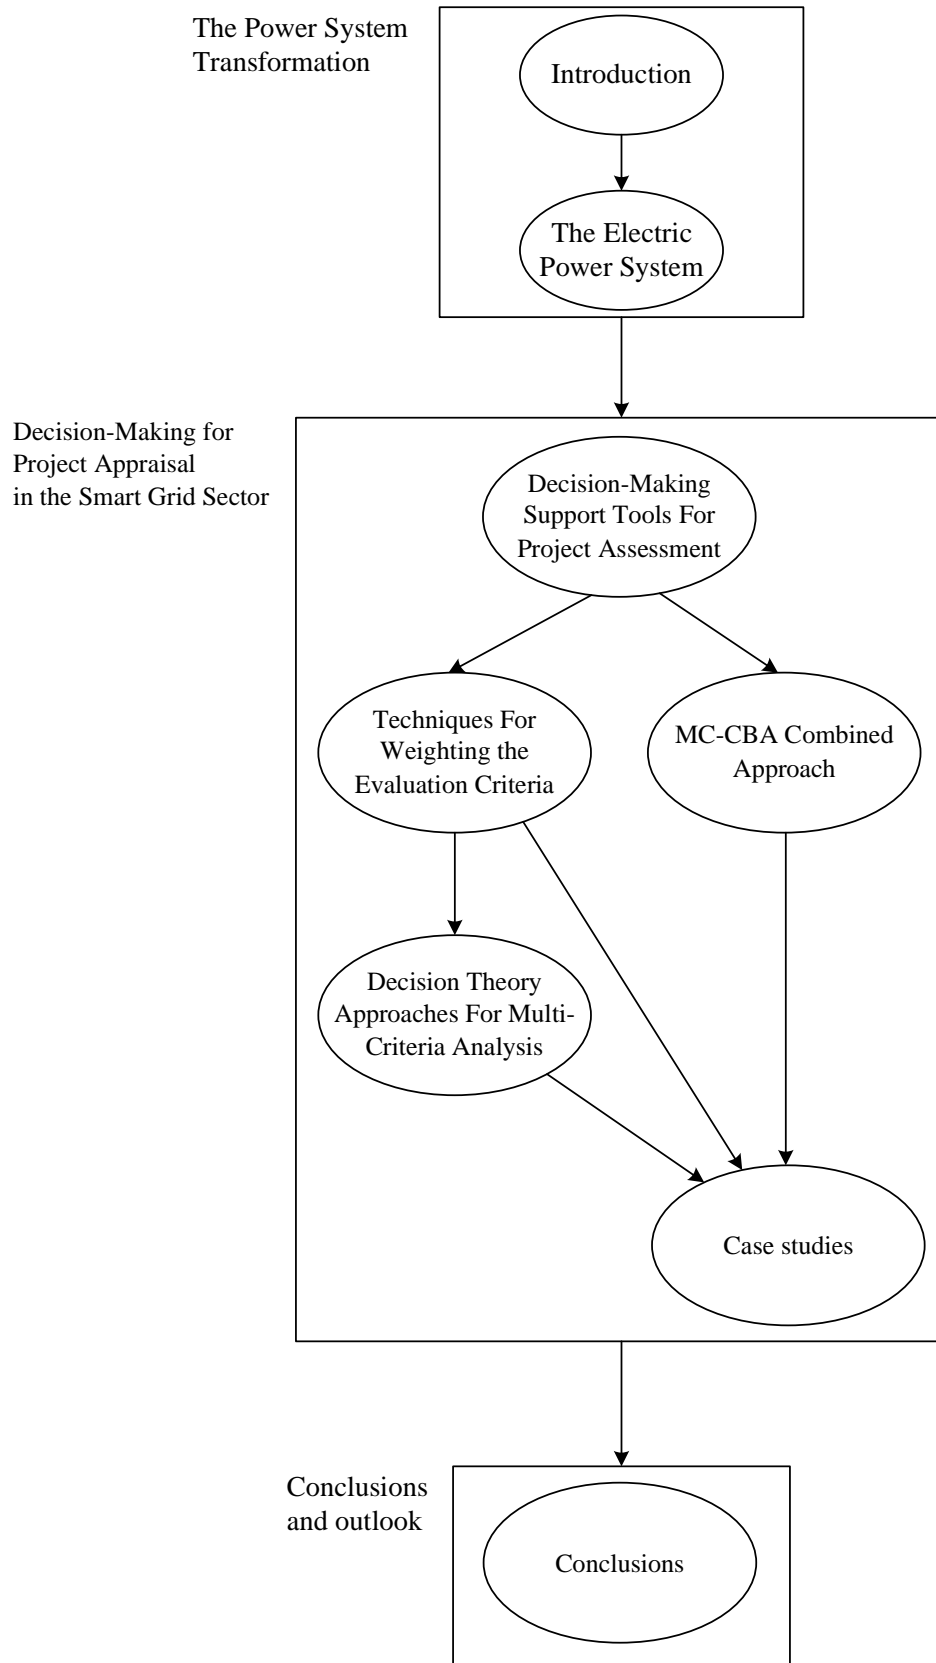 The Power System
Transformation
Introduction
The Electric
Power System
Decision-Making for
Project Appraisal
in the Smart Grid Sector
Decision-Making
Support Tools For
Project Assessment
Techniques For
Weighting the
Evaluation Criteria
MC-CBA Combined
Approach
Decision Theory
Approaches For Multi-
Criteria Analysis
Case studies
Conclusions
and outlook
Conclusions